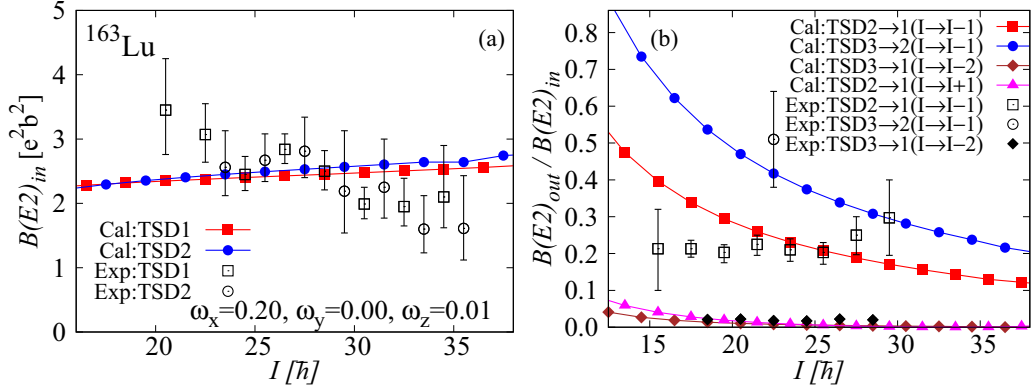 ¹⁶³Lu
(a)
B(E2)in [e²b²]
5
4
3
2
1
0
Cal:TSD1
Cal:TSD2
Exp:TSD1
Exp:TSD2
ωx=0.20, ωy=0.00, ωz=0.01
20 25 30 35
I [ħ]
(b)
B(E2)out / B(E2)in
0.8
0.7
0.6
0.5
0.4
0.3
0.2
0.1
0.0
Cal:TSD2→1(I→I−1)
Cal:TSD3→2(I→I−1)
Cal:TSD3→1(I→I−2)
Cal:TSD2→1(I→I+1)
Exp:TSD2→1(I→I−1)
Exp:TSD3→2(I→I−1)
Exp:TSD3→1(I→I−2)
15 20 25 30 35
I [ħ]